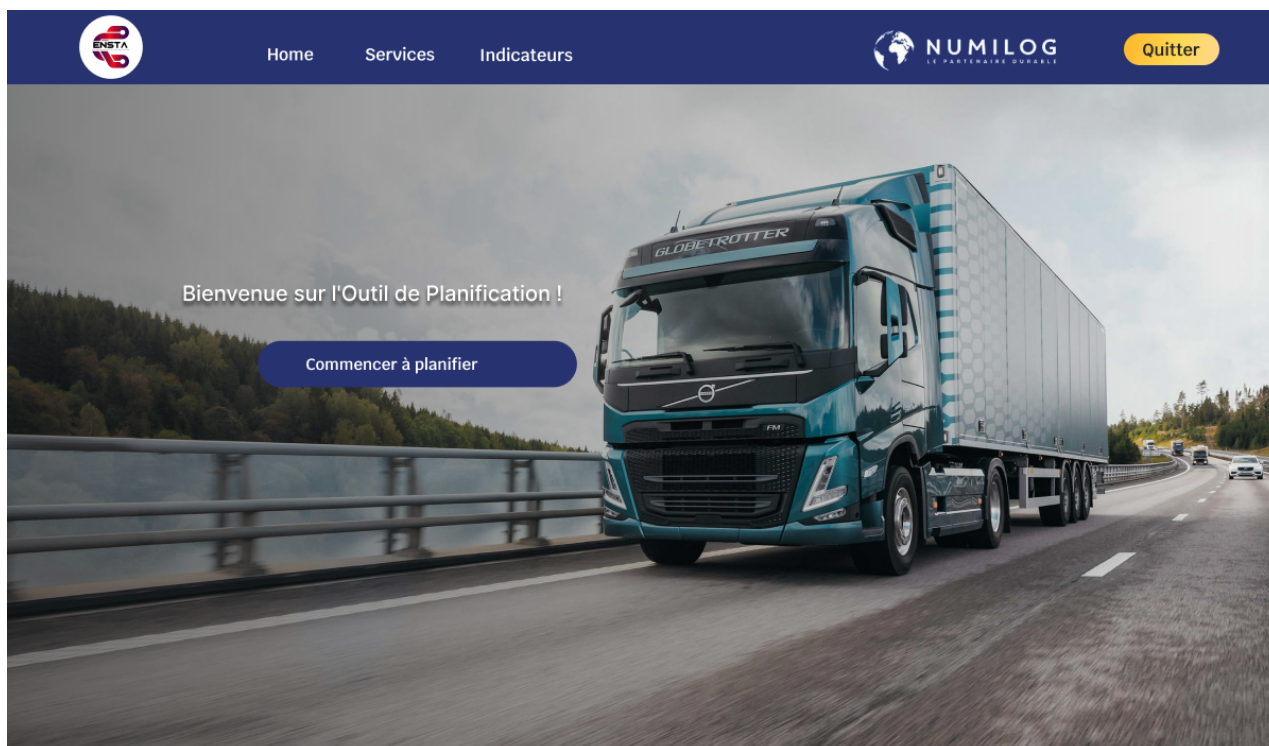 ENSTA
Home
Services
Indicateurs
NUMILOG
LE PARTENAIRE DURABLE
Quitter
GLOBETROTTER
Bienvenue sur l'Outil de Planification !
Commencer à planifier
FM